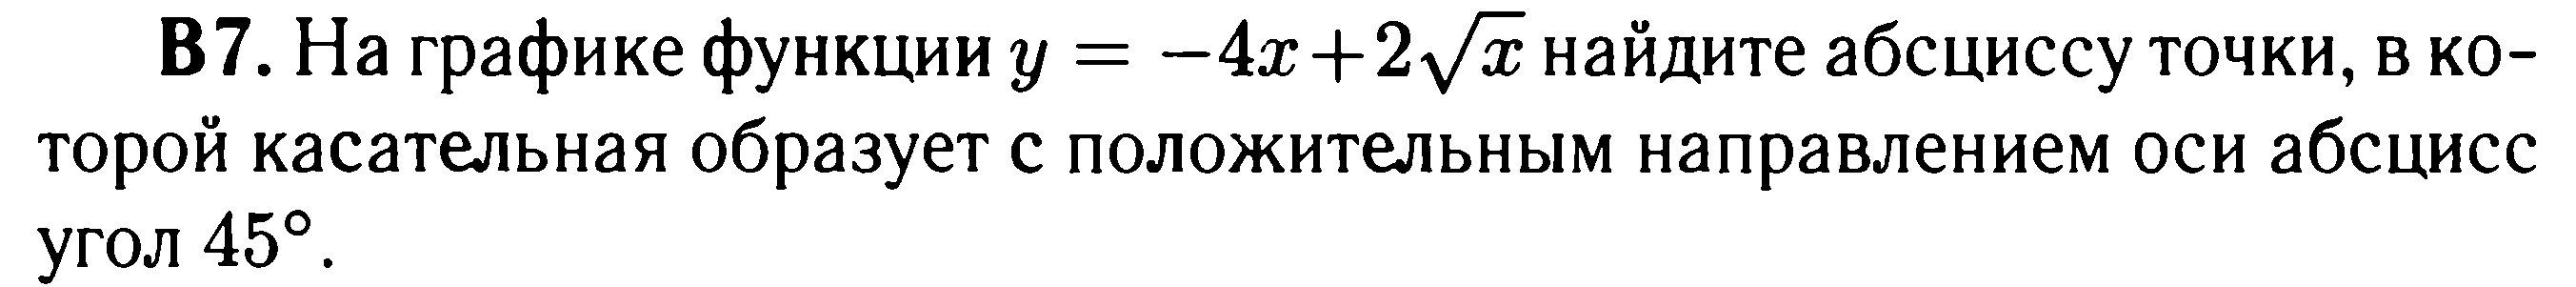 В7. На графике функции y = −4x+2√x найдите абсциссу точки, в ко-
торой касательная образует с положительным направлением оси абсцисс
угол 45°.